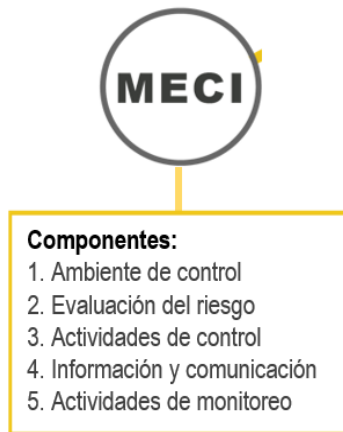 MECI
Componentes:
1. Ambiente de control
2. Evaluación del riesgo
3. Actividades de control
4. Información y comunicación
5. Actividades de monitoreo